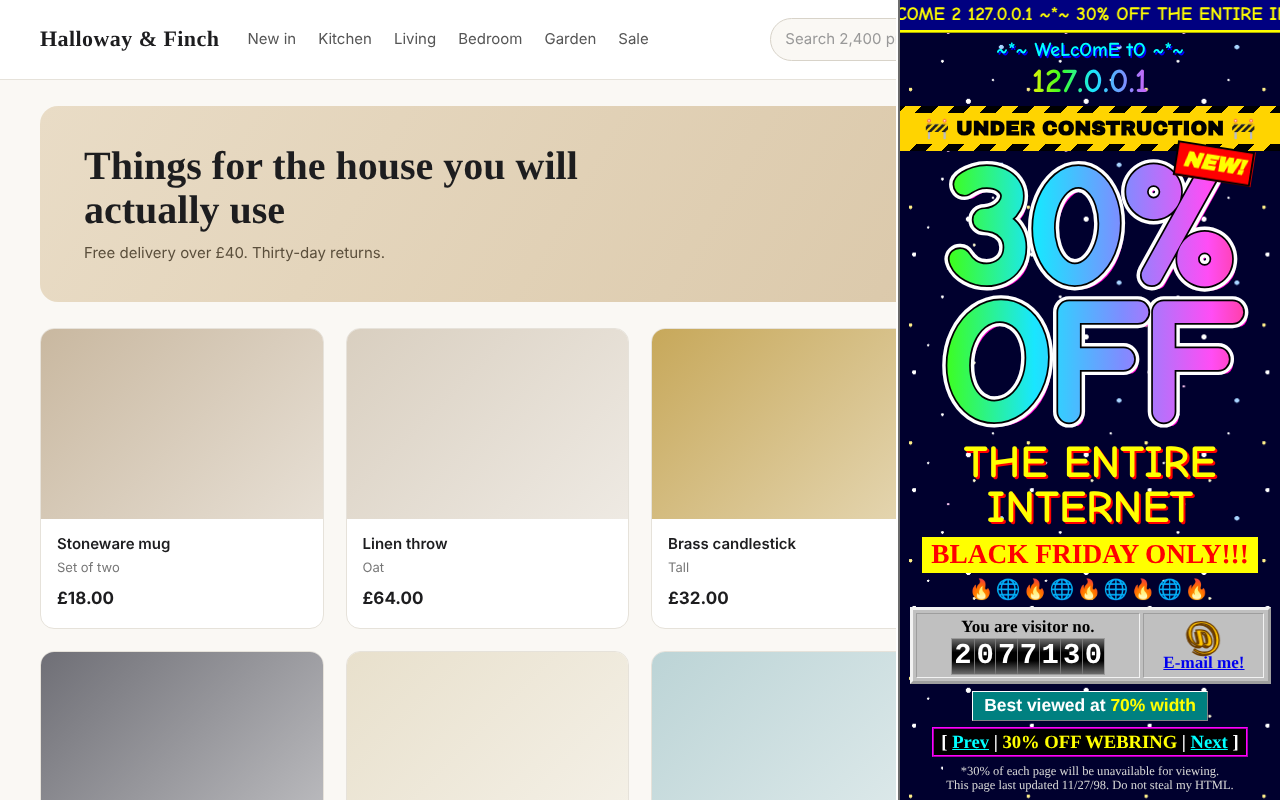 Halloway & Finch
New in
Kitchen
Living
Bedroom
Garden
Sale
Search 2,400 p
Things for the house you will
actually use
Free delivery over £40. Thirty-day returns.
Stoneware mug
Set of two
£18.00
Linen throw
Oat
£64.00
Brass candlestick
Tall
£32.00
COME 2 127.0.0.1 ~*~ 30% OFF THE ENTIRE
~*~ WeLcOmE tO ~*~
127.0.0.1
UNDER CONSTRUCTION
NEW!
30%
OFF
THE ENTIRE
INTERNET
BLACK FRIDAY ONLY!!!
You are visitor no.
2077130
E-mail me!
Best viewed at 70% width
[ Prev | 30% OFF WEBRING | Next ]
*30% of each page will be unavailable for viewing.
This page last updated 11/27/98. Do not steal my HTML.